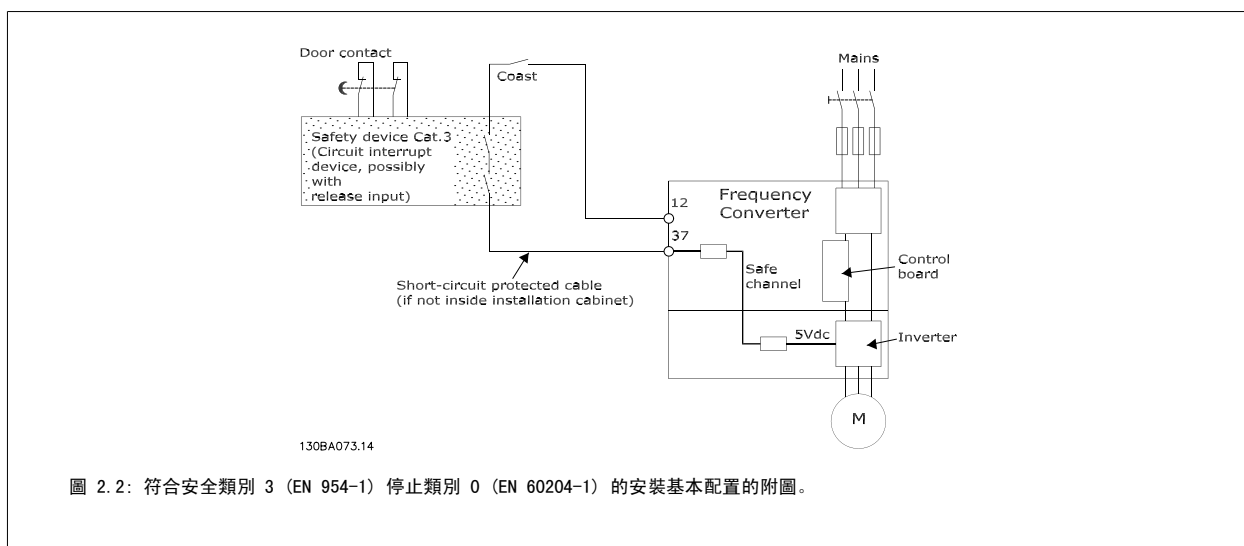 Door contact
Coast
Mains
Safety device Cat.3
(Circuit interrupt
device, possibly
with
release input)
12
Frequency
Converter
37
Safe
channel
Control
board
Short-circuit protected cable
(if not inside installation cabinet)
5Vdc
Inverter
M
130BA073.14
圖 2.2: 符合安全類別 3 (EN 954-1) 停止類別 0 (EN 60204-1) 的安裝基本配置的附圖。